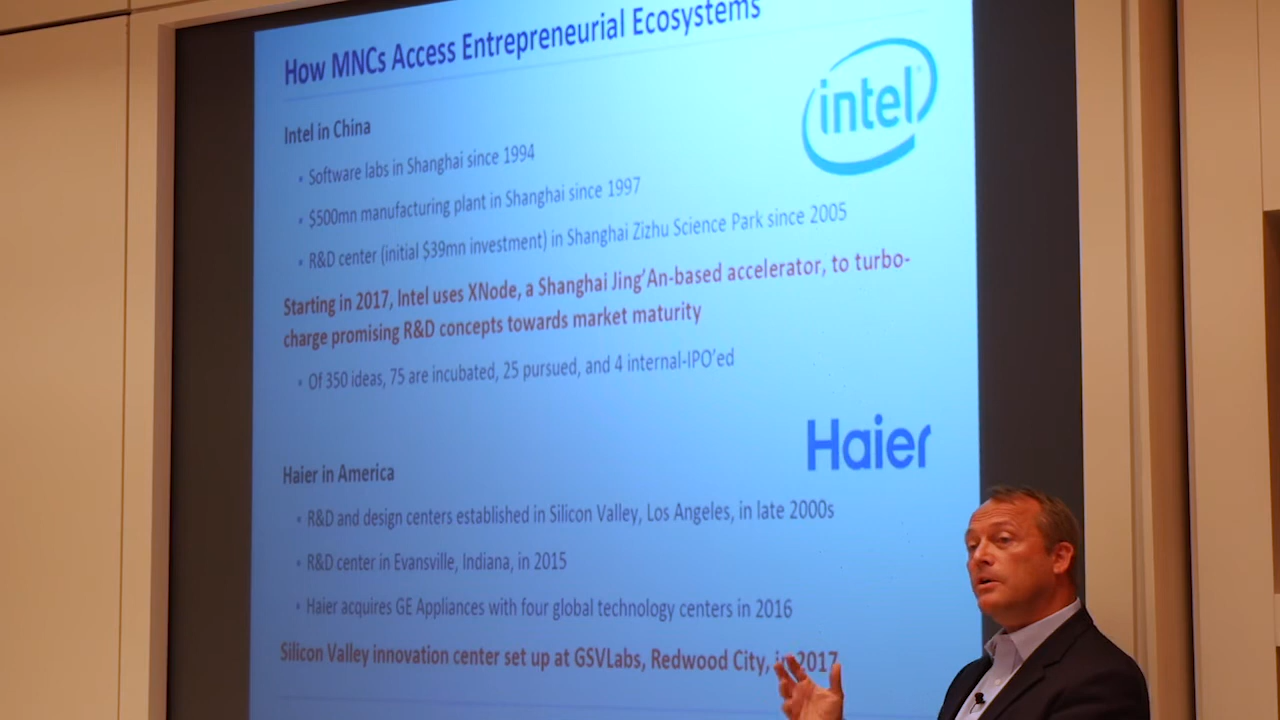 How MNCs Access Entrepreneurial Ecosystems
intel
Intel in China
• Software labs in Shanghai since 1994
• $500mn manufacturing plant in Shanghai since 1997
• R&D center (initial $39mn investment) in Shanghai Zizhu Science Park since 2005
Starting in 2017, Intel uses XNode, a Shanghai Jing'An-based accelerator, to turbo-
charge promising R&D concepts towards market maturity
• Of 350 ideas, 75 are incubated, 25 pursued, and 4 internal-IPO'ed
Haier
Haier in America
• R&D and design centers established in Silicon Valley, Los Angeles, in late 2000s
• R&D center in Evansville, Indiana, in 2015
• Haier acquires GE Appliances with four global technology centers in 2016
Silicon Valley innovation center set up at GSVLabs, Redwood City, in 2017